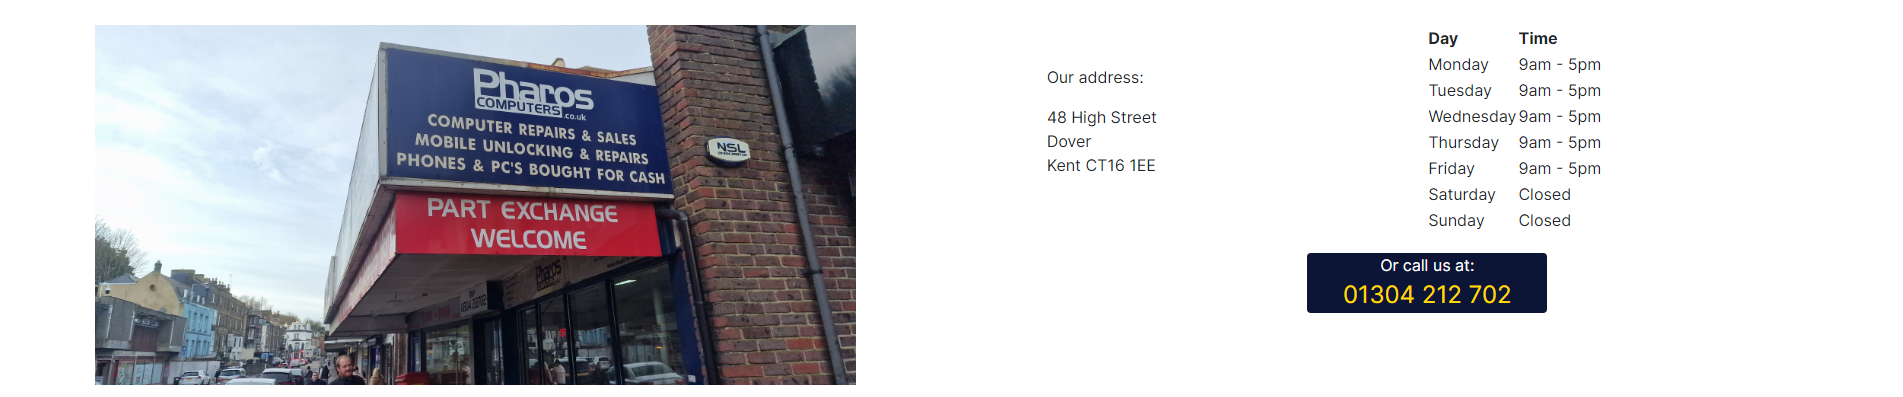 Pharos
COMPUTERS.co.uk
COMPUTER REPAIRS & SALES
MOBILE UNLOCKING & REPAIRS
PHONES & PC'S BOUGHT FOR CASH
PART EXCHANGE
WELCOME
NSL
Pharos
Our address:
48 High Street
Dover
Kent CT16 1EE
Day Time
Monday 9am - 5pm
Tuesday 9am - 5pm
Wednesday 9am - 5pm
Thursday 9am - 5pm
Friday 9am - 5pm
Saturday Closed
Sunday Closed
Or call us at:
01304 212 702